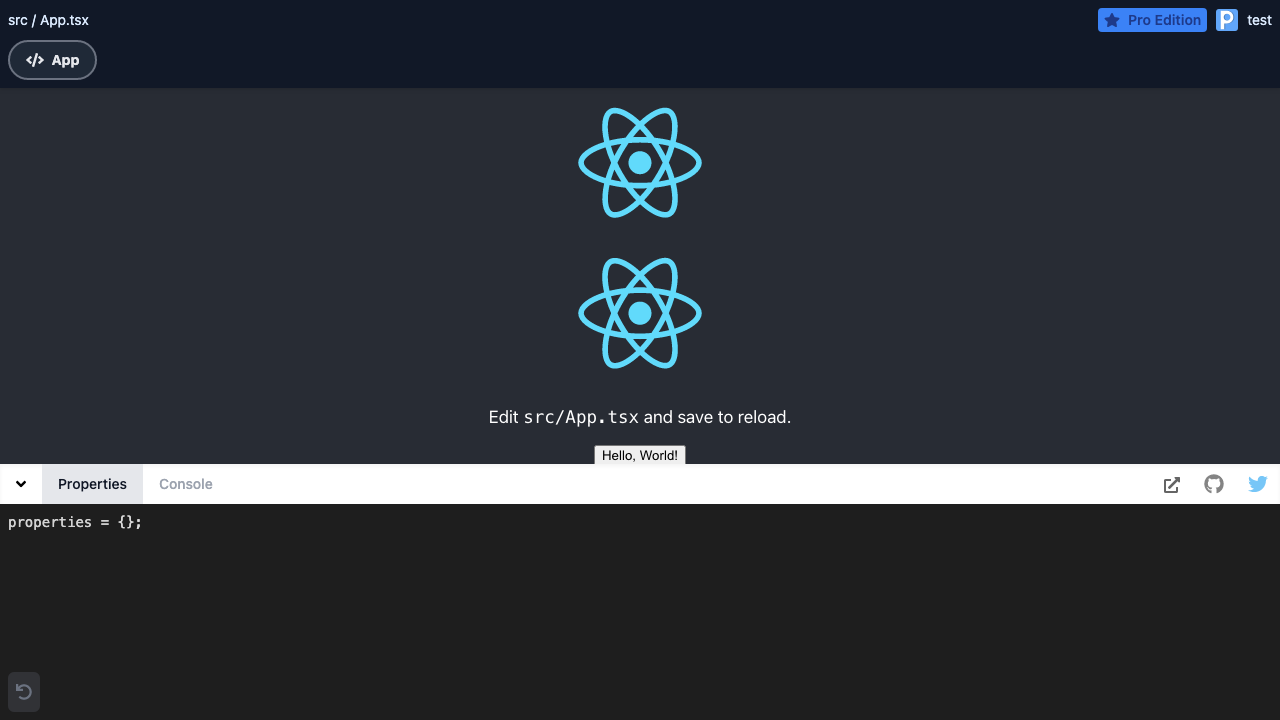 src / App.tsx
Pro Edition
P
test
App
Edit src/App.tsx and save to reload.
Hello, World!
Properties
Console
properties = {};